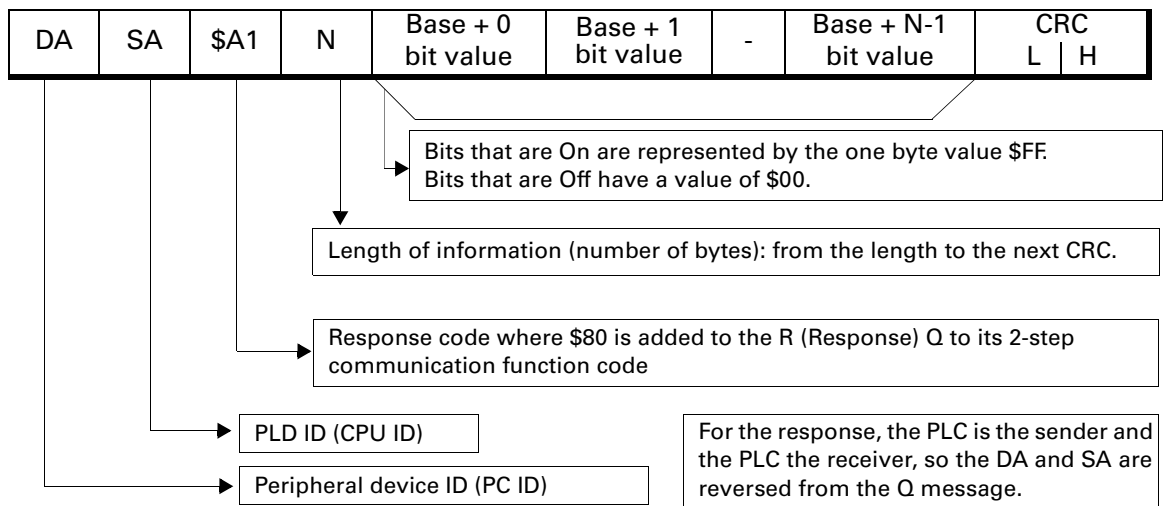 DA SA $A1 N Base + 0 bit value Base + 1 bit value - Base + N-1 bit value CRC L H
Bits that are On are represented by the one byte value $FF.
Bits that are Off have a value of $00.
Length of information (number of bytes): from the length to the next CRC.
Response code where $80 is added to the R (Response) Q to its 2-step
communication function code
PLD ID (CPU ID)
Peripheral device ID (PC ID)
For the response, the PLC is the sender and
the PLC the receiver, so the DA and SA are
reversed from the Q message.